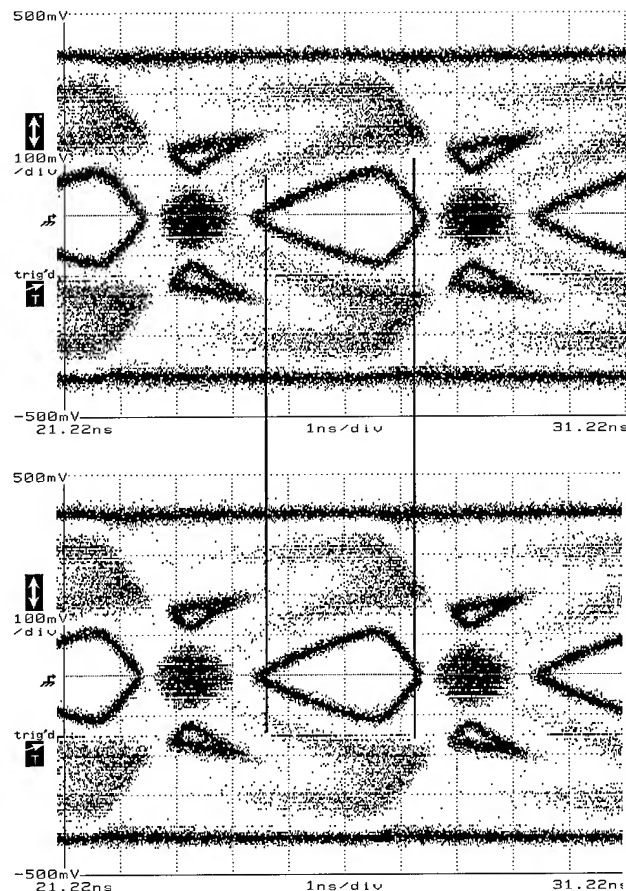 500mV
100mV
/div
trig'd
T
-500mV
21.22ns 1ns/div 31.22ns
500mV
100mV
/div
trig'd
T
-500mV
21.22ns 1ns/div 31.22ns